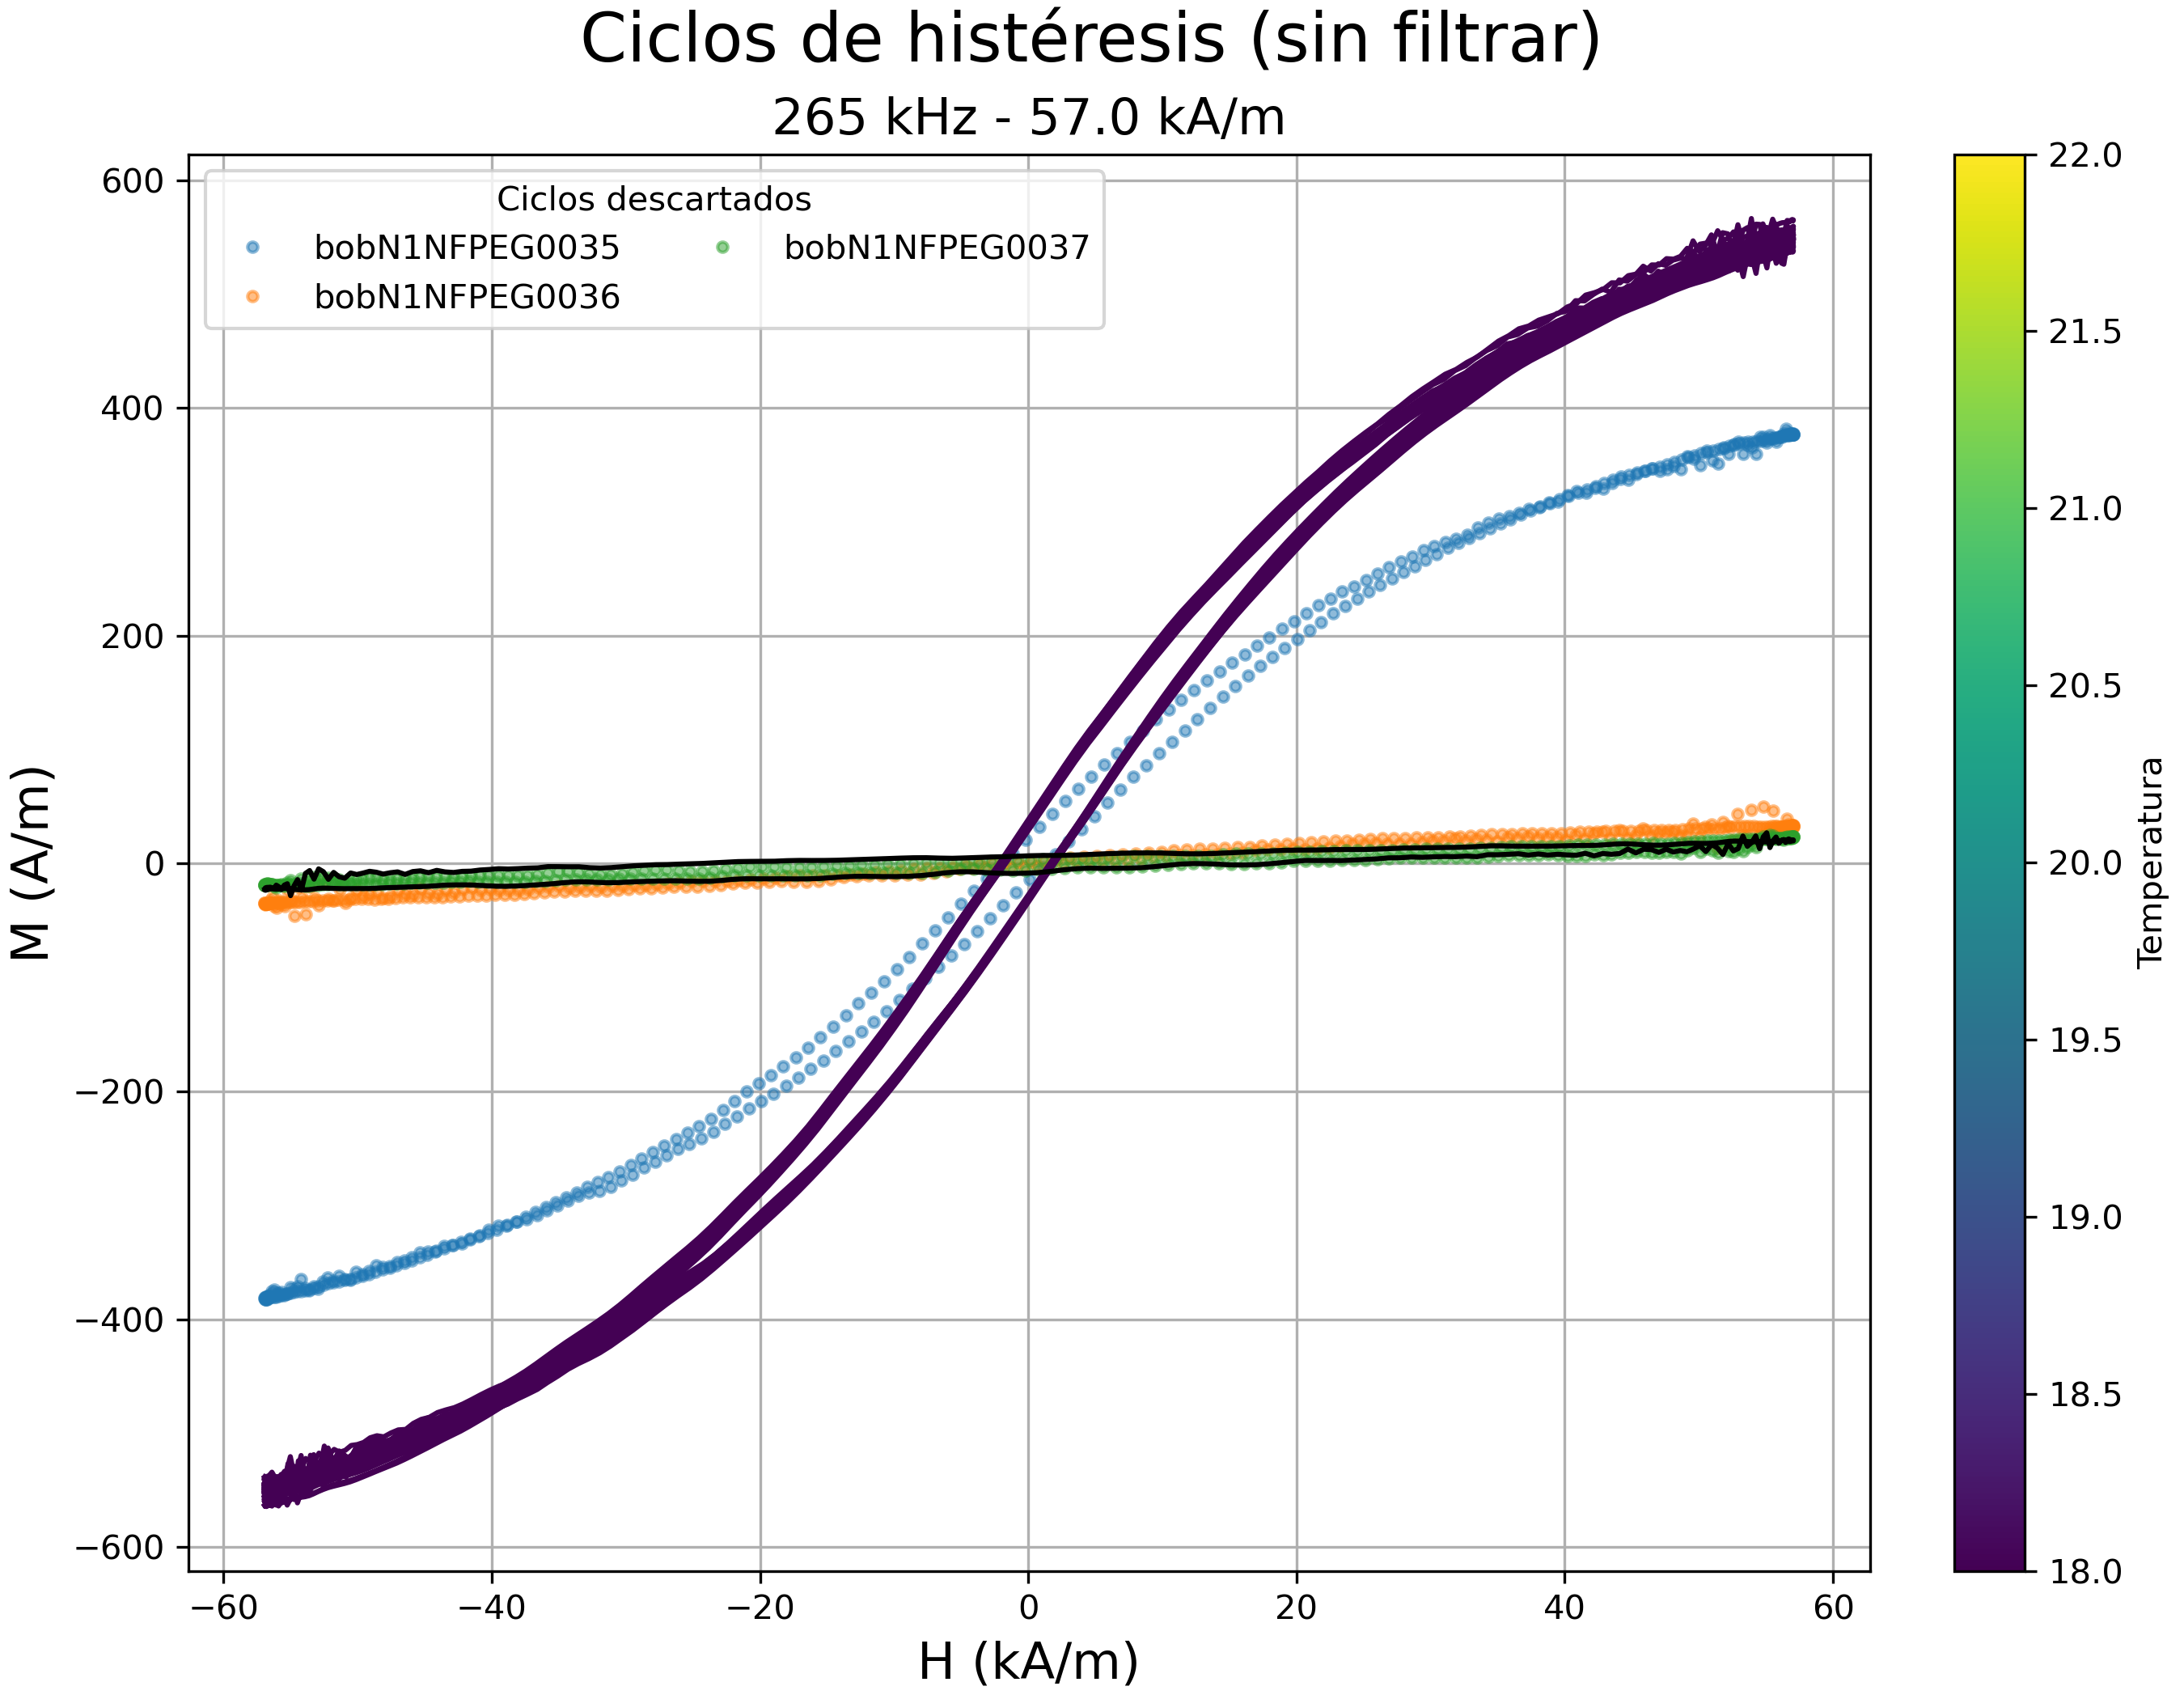 Ciclos de histéresis (sin filtrar)
265 kHz - 57.0 kA/m
Ciclos descartados
bobN1NFPEG0035
bobN1NFPEG0036
bobN1NFPEG0037
600
400
200
0
−200
−400
−600
M (A/m)
−60
−40
−20
0
20
40
60
H (kA/m)
22.0
21.5
21.0
20.5
20.0
19.5
19.0
18.5
18.0
Temperatura